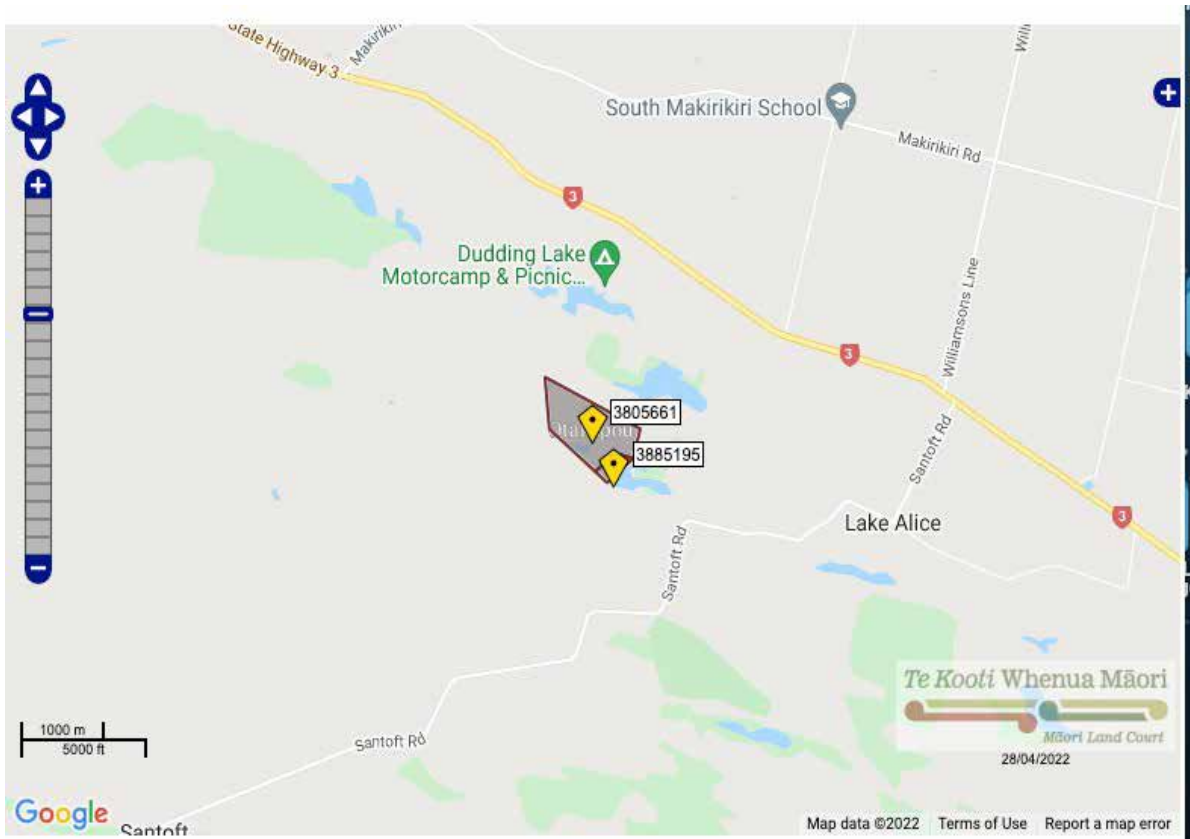 State Highway 3
Makirikiri
Willi
South Makirikiri School
Makirikiri Rd
3
Dudding Lake
Motorcamp & Picnic...
Williamsons Line
3
3805661
3885195
Santoft Rd
Lake Alice
3
Santoft Rd
Te Kooti Whenua Māori
Māori Land Court
28/04/2022
1000 m
5000 ft
Santoft Rd
Google
Santoft
Map data ©2022
Terms of Use
Report a map error